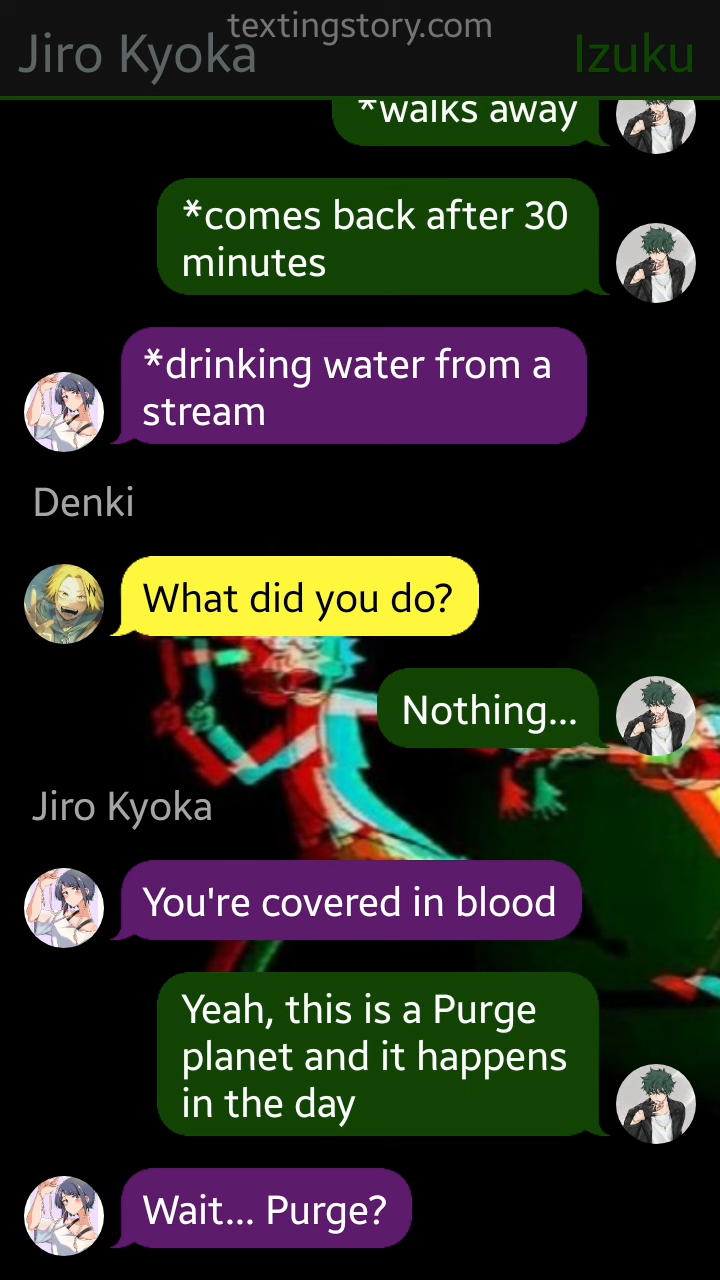 textingstory.com
Jiro Kyoka
Izuku
*walks away
*comes back after 30
minutes
*drinking water from a
stream
Denki
What did you do?
Nothing...
Jiro Kyoka
You're covered in blood
Yeah, this is a Purge
planet and it happens
in the day
Wait... Purge?